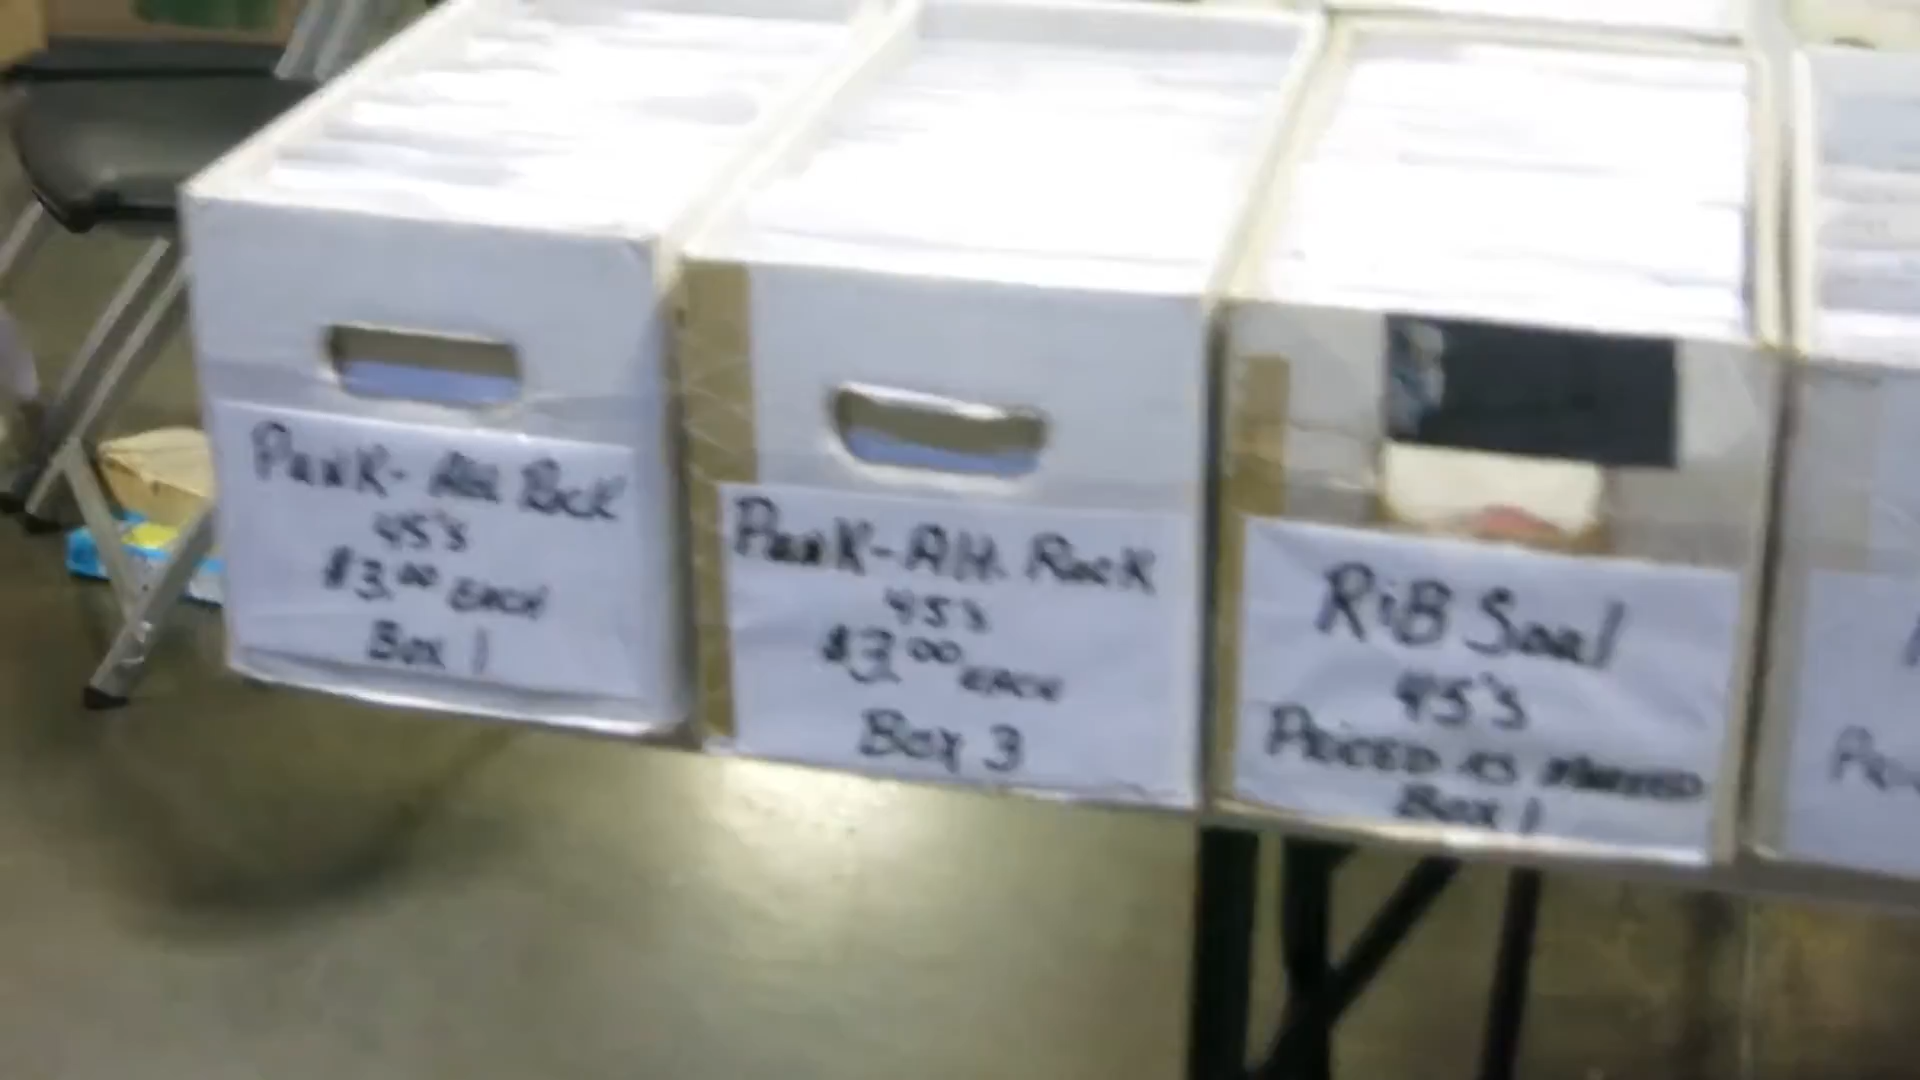 Punk- Alt Rock
45's
$3.00 EACH
Box 1
Punk-Alt. Rock
45's
$3.00 EACH
Box 3
RiB Soul
45's
PRiCED AS MARKED
Box 1